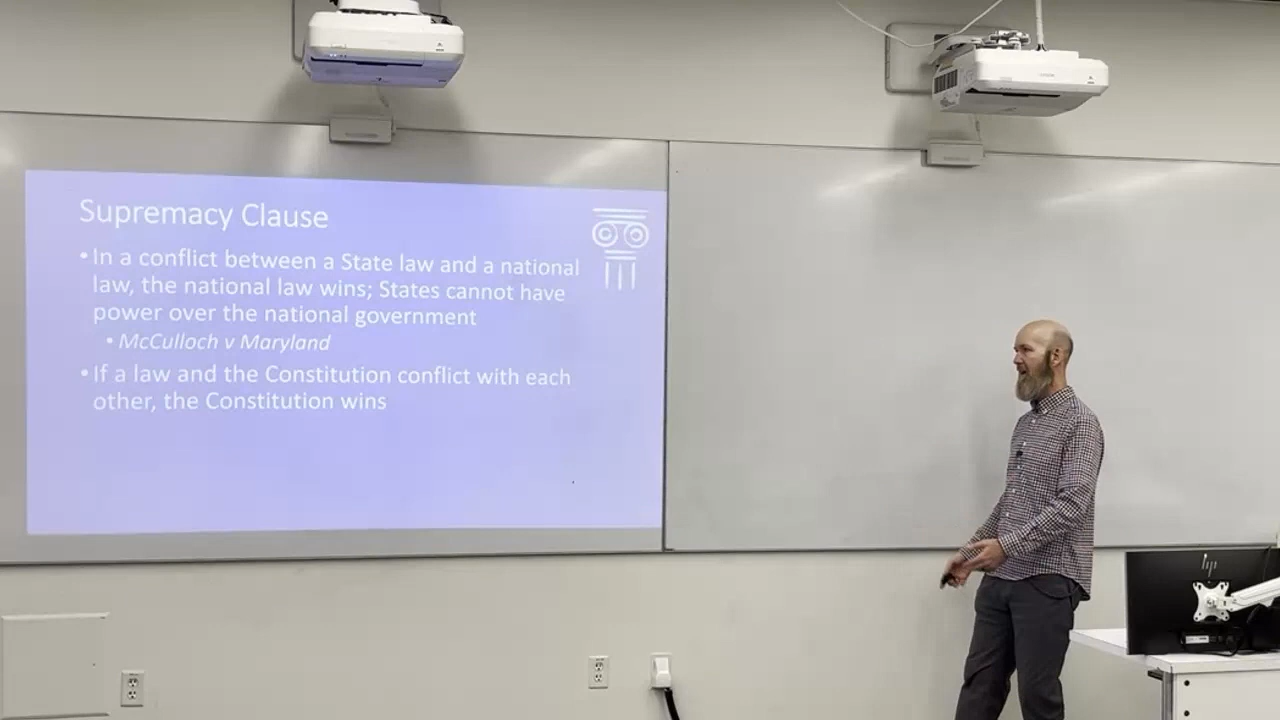 Supremacy Clause
• In a conflict between a State law and a national
law, the national law wins; States cannot have
power over the national government
• McCulloch v Maryland
• If a law and the Constitution conflict with each
other, the Constitution wins
hp